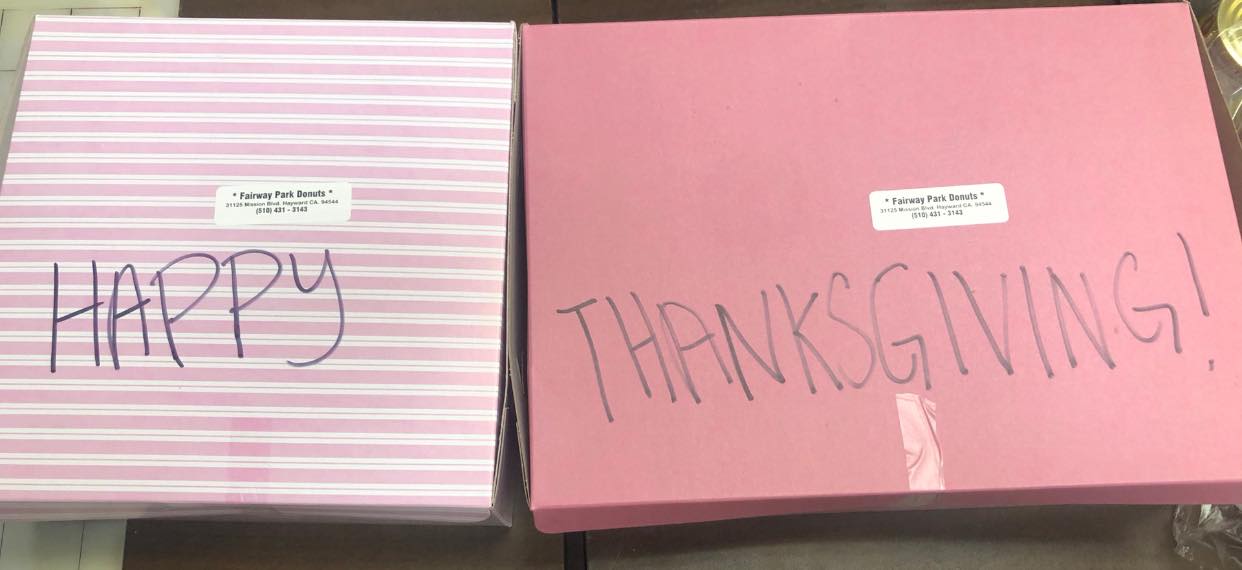 * Fairway Park Donuts *
31125 Mission Blvd. Hayward CA. 94544
(510) 431 - 3143
HAPPY
* Fairway Park Donuts *
31125 Mission Blvd. Hayward CA. 94544
(510) 431 - 3143
THANKSGIVING!